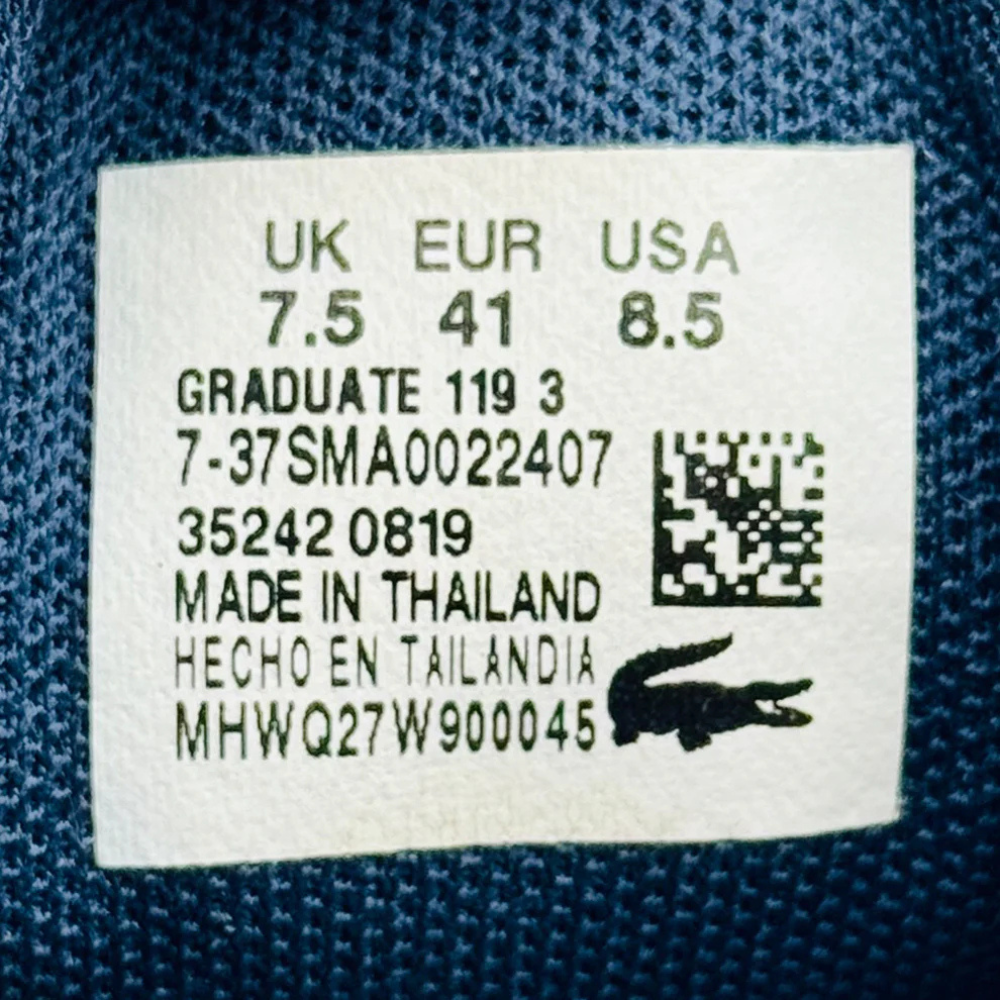 UK EUR USA
7.5 41 8.5
GRADUATE 119 3
7-37SMA0022407
35242 0819
MADE IN THAILAND
HECHO EN TAILANDIA
MHWQ27W900045